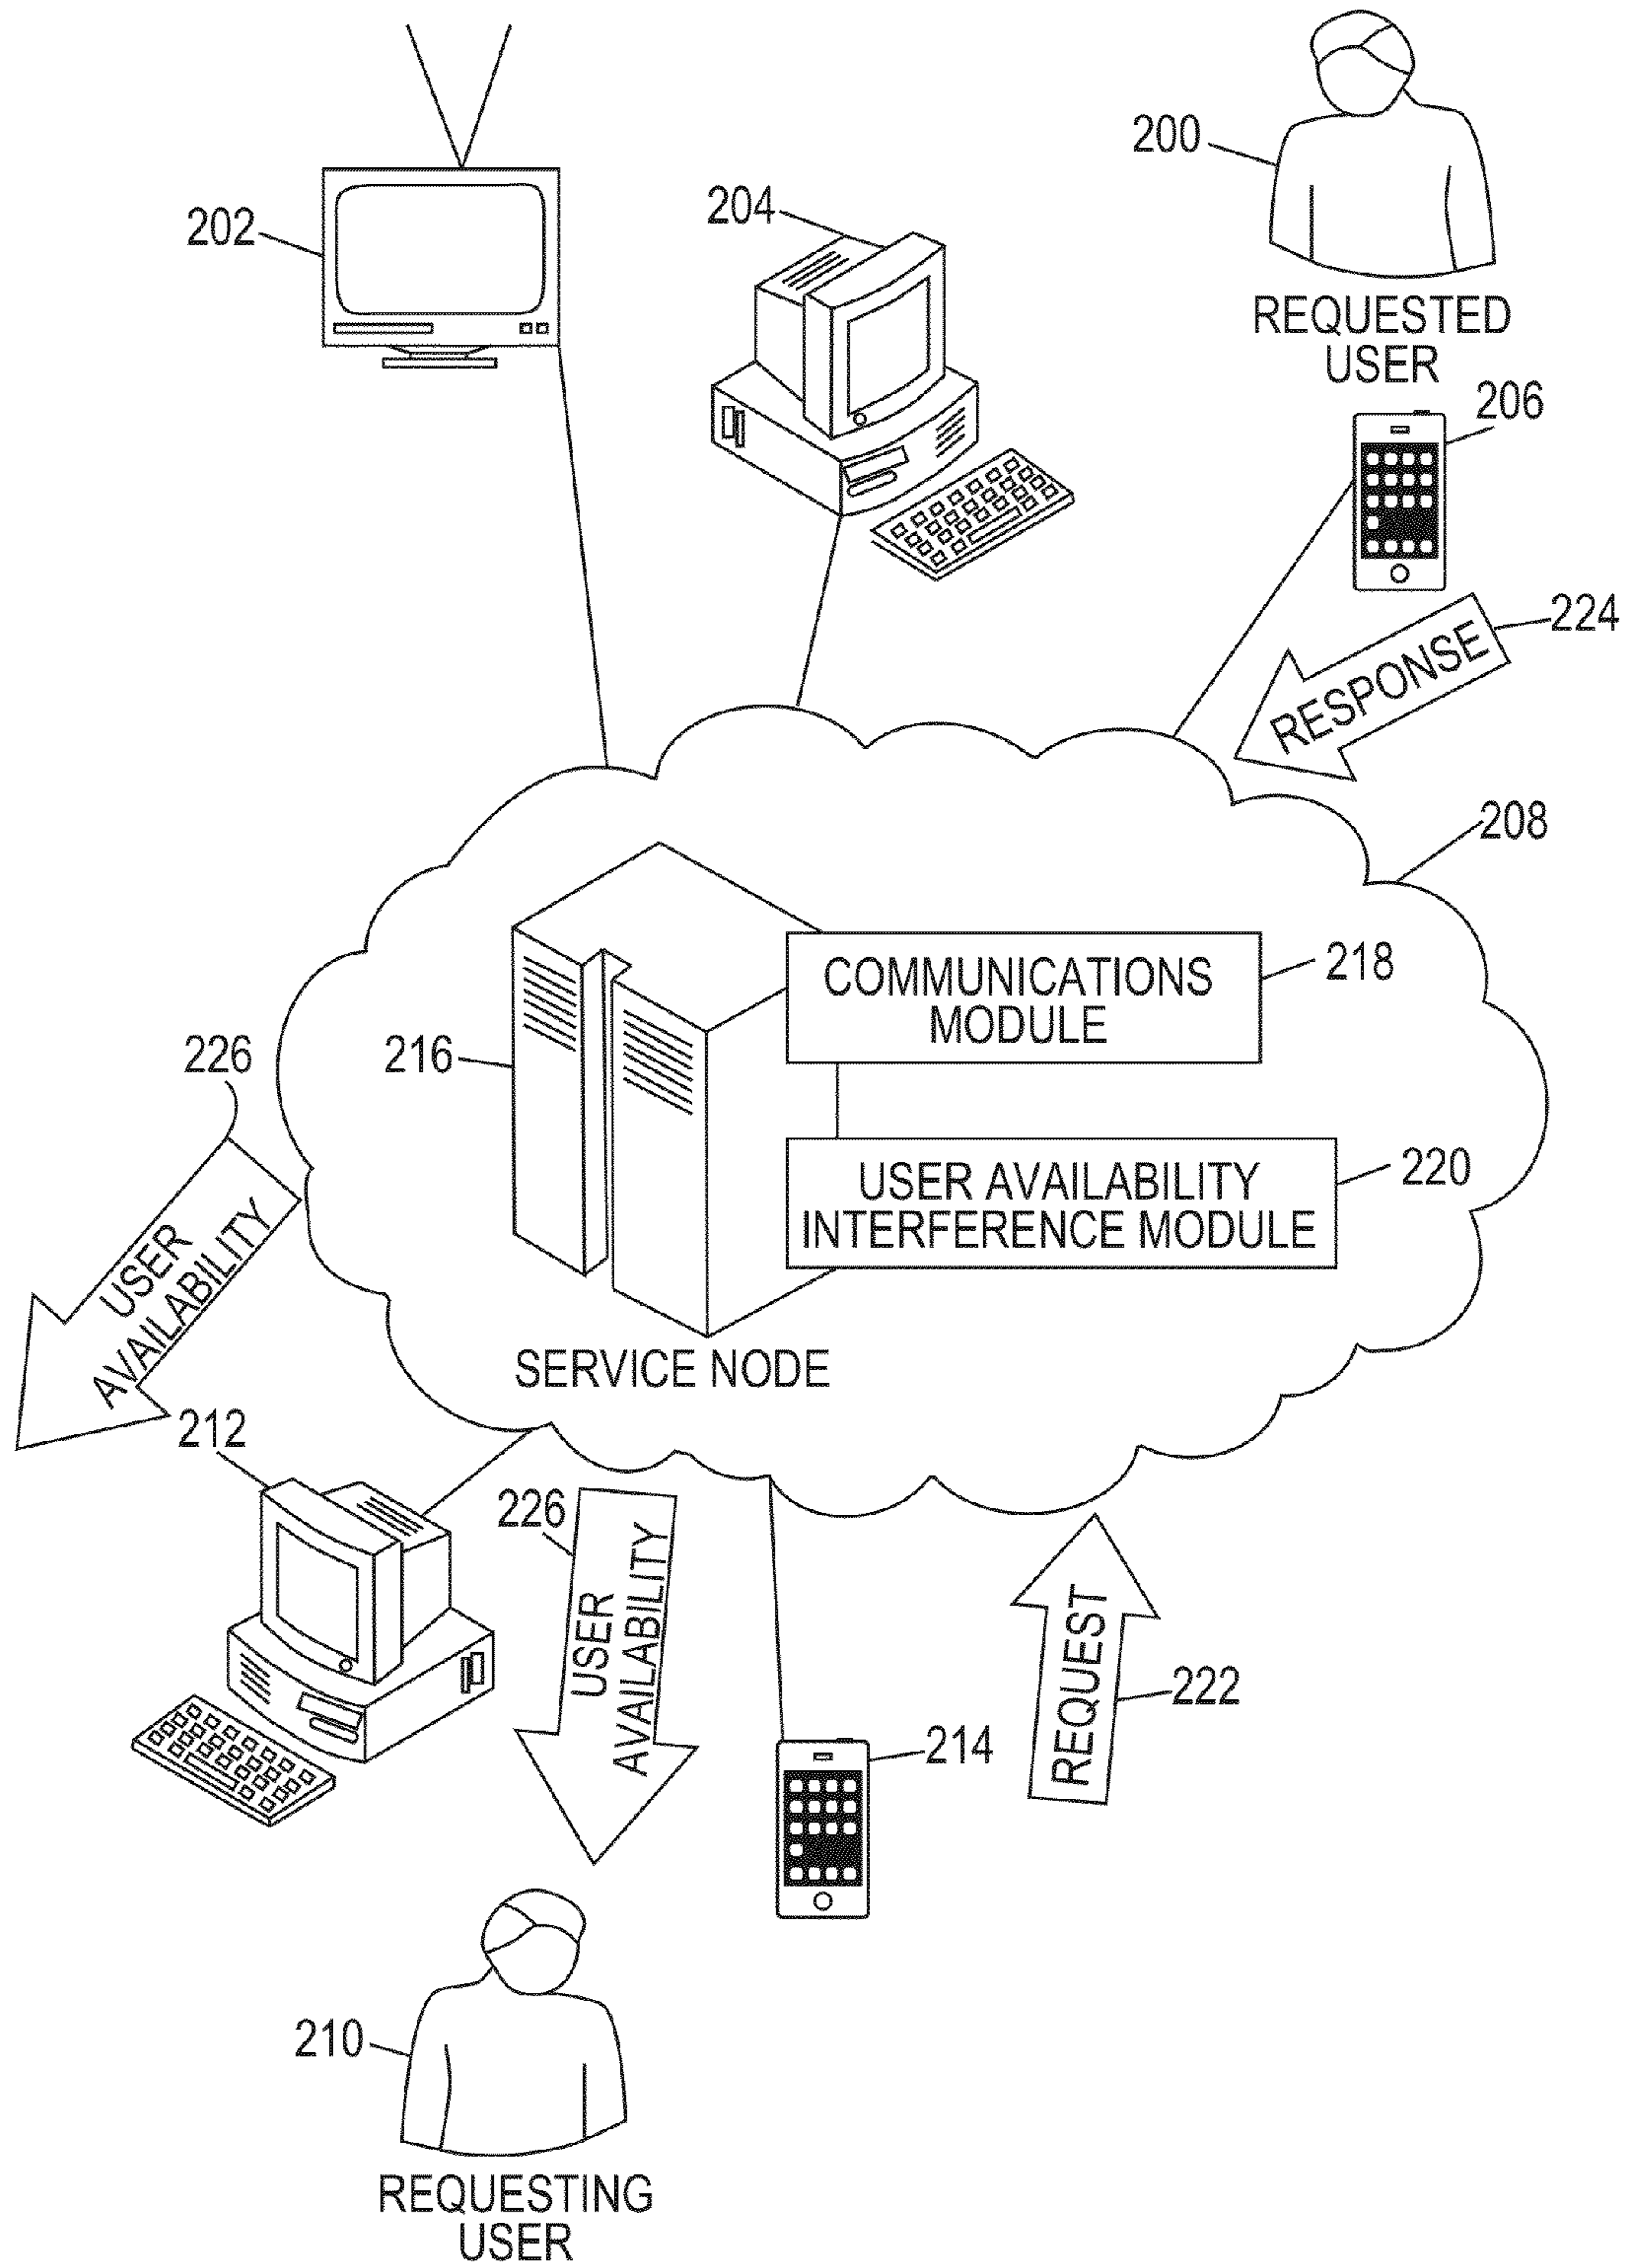 200
204
202
REQUESTED
USER
206
224
RESPONSE
208
COMMUNICATIONS
MODULE
218
216
226
USER AVAILABILITY
INTERFERENCE MODULE
220
USER
AVAILABILITY
SERVICE NODE
212
226
USER
AVAILABILITY
REQUEST
222
214
210
REQUESTING
USER